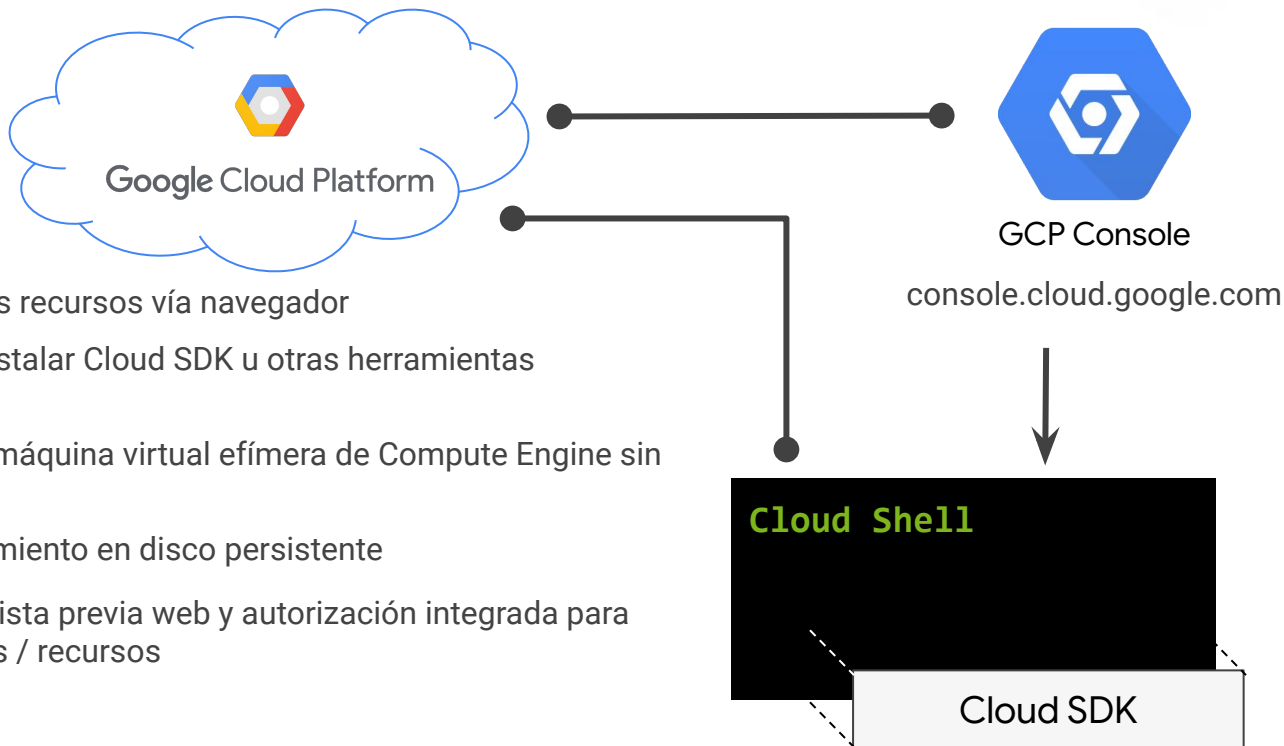 Google Cloud Platform
GCP Console
console.cloud.google.com
s recursos vía navegador
stalar Cloud SDK u otras herramientas
máquina virtual efímera de Compute Engine sin
miento en disco persistente
ista previa web y autorización integrada para
s / recursos
Cloud Shell
Cloud SDK